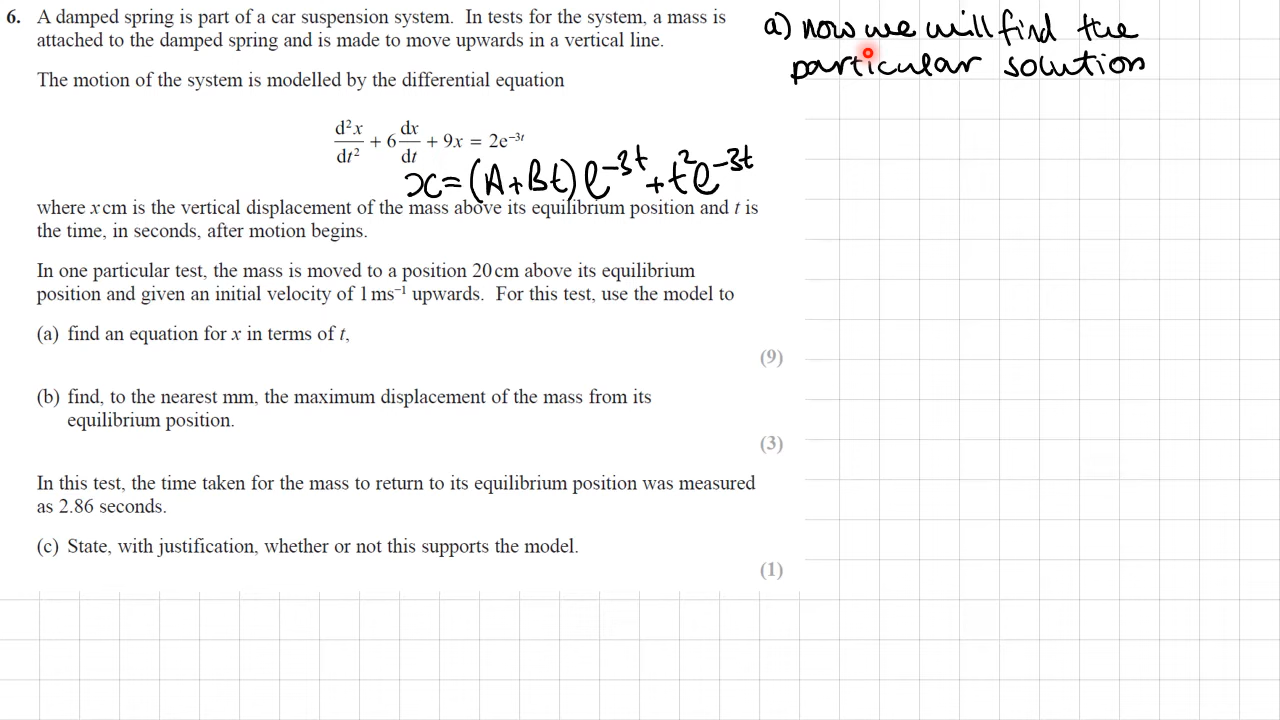 6. A damped spring is part of a car suspension system. In tests for the system, a mass is
attached to the damped spring and is made to move upwards in a vertical line.
The motion of the system is modelled by the differential equation
d²x/dt² + 6 dx/dt + 9x = 2e⁻³ᵗ
x = (A+Bt)e⁻³ᵗ + t²e⁻³ᵗ
where x cm is the vertical displacement of the mass above its equilibrium position and t is
the time, in seconds, after motion begins.
In one particular test, the mass is moved to a position 20 cm above its equilibrium
position and given an initial velocity of 1 ms⁻¹ upwards. For this test, use the model to
(a) find an equation for x in terms of t,
(9)
(b) find, to the nearest mm, the maximum displacement of the mass from its
equilibrium position.
(3)
In this test, the time taken for the mass to return to its equilibrium position was measured
as 2.86 seconds.
(c) State, with justification, whether or not this supports the model.
(1)
a) now we will find the
particular solution